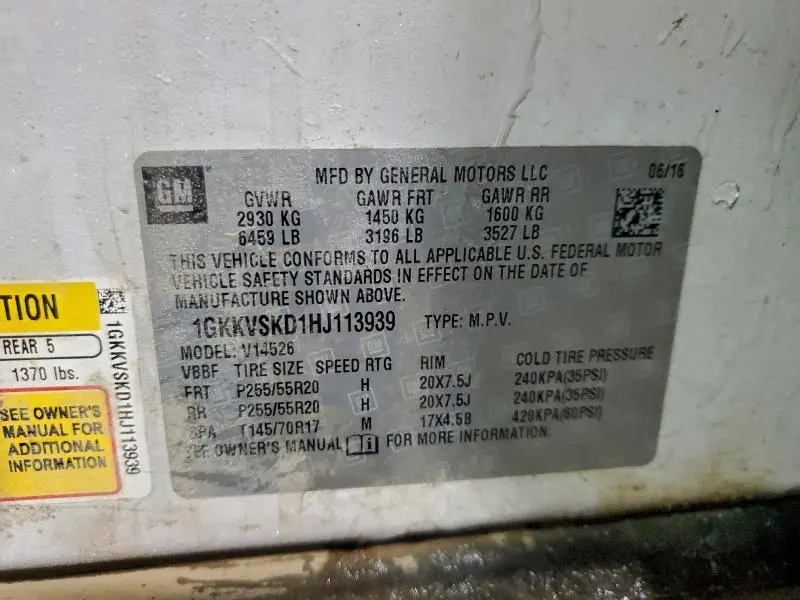 GM
MFD BY GENERAL MOTORS LLC 06/16
GVWR GAWR FRT GAWR RR
2930 KG 1450 KG 1600 KG
6459 LB 3196 LB 3527 LB
THIS VEHICLE CONFORMS TO ALL APPLICABLE U.S. FEDERAL MOTOR
VEHICLE SAFETY STANDARDS IN EFFECT ON THE DATE OF
MANUFACTURE SHOWN ABOVE.
1GKKVSKD1HJ113939 TYPE: M.P.V.
MODEL: V14526
VBBF TIRE SIZE SPEED RTG RIM COLD TIRE PRESSURE
FRT P255/55R20 H 20X7.5J 240KPA(35PSI)
RR P255/55R20 H 20X7.5J 240KPA(35PSI)
SPA T145/70R17 M 17X4.5B 420KPA(60PSI)
SEE OWNER'S MANUAL FOR MORE INFORMATION.
TION
REAR 5
1370 lbs.
SEE OWNER'S
MANUAL FOR
ADDITIONAL
INFORMATION
1GKKVSKD1HJ113939